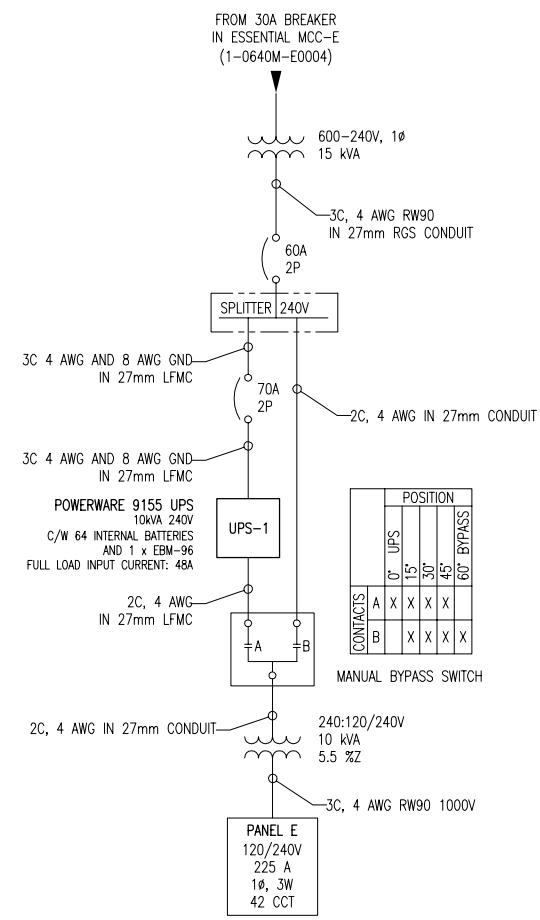 FROM 30A BREAKER
IN ESSENTIAL MCC-E
(1-0640M-E0004)
600-240V, 1ø
15 kVA
3C, 4 AWG RW90
IN 27mm RGS CONDUIT
60A
2P
SPLITTER 240V
3C 4 AWG AND 8 AWG GND
IN 27mm LFMC
70A
2P
2C, 4 AWG IN 27mm CONDUIT
3C 4 AWG AND 8 AWG GND
IN 27mm LFMC
POWERWARE 9155 UPS
10kVA 240V
C/W 64 INTERNAL BATTERIES
AND 1 x EBM-96
FULL LOAD INPUT CURRENT: 48A
UPS-1
POSITION
0° UPS
15°
30°
45°
60° BYPASS
CONTACTS
A X X X X
B X X X X
2C, 4 AWG
IN 27mm LFMC
A
B
MANUAL BYPASS SWITCH
2C, 4 AWG IN 27mm CONDUIT
240:120/240V
10 kVA
5.5 %Z
3C, 4 AWG RW90 1000V
PANEL E
120/240V
225 A
1ø, 3W
42 CCT